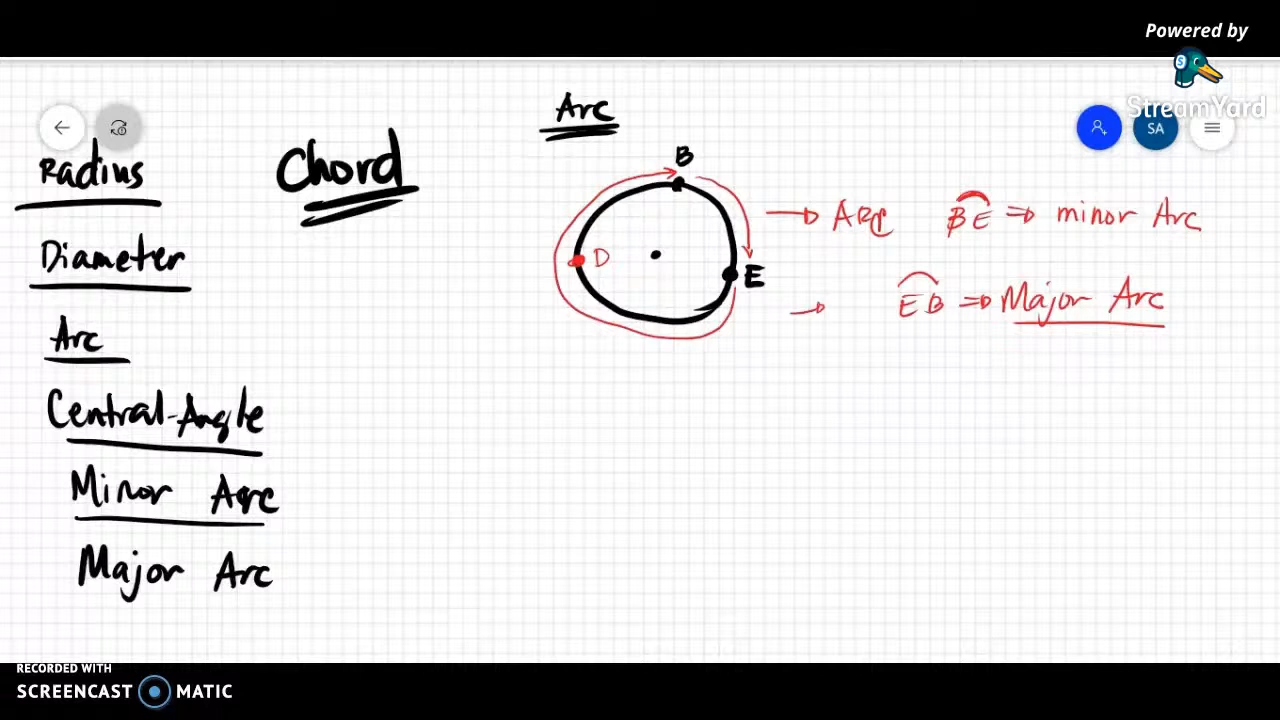 Powered by
StreamYard
SA
Radius
Diameter
Arc
Central-Angle
Minor Arc
Major Arc
Chord
Arc
B
D
E
ARC BE ⇒ minor Arc
EB ⇒ Major Arc
RECORDED WITH
SCREENCAST MATIC